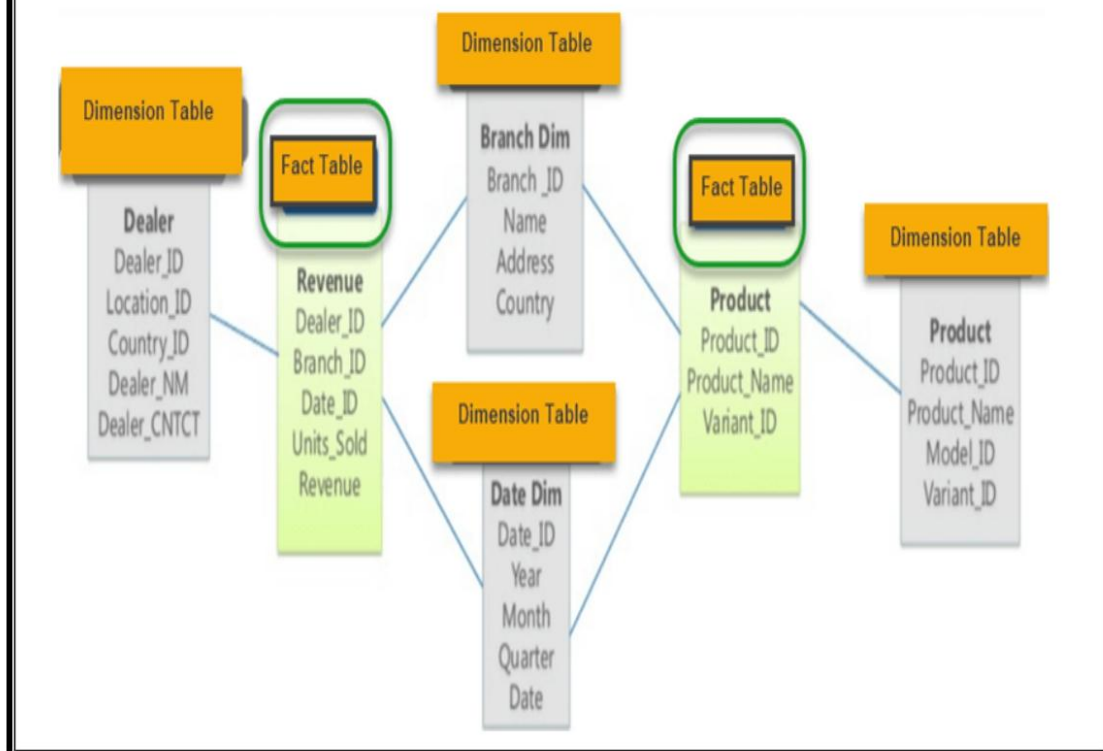 Dimension Table
Dealer
Dealer_ID
Location_ID
Country_ID
Dealer_NM
Dealer_CNTCT
Fact Table
Revenue
Dealer_ID
Branch_ID
Date_ID
Units_Sold
Revenue
Dimension Table
Branch Dim
Branch _ID
Name
Address
Country
Dimension Table
Date Dim
Date_ID
Year
Month
Quarter
Date
Fact Table
Product
Product_ID
Product_Name
Variant_ID
Dimension Table
Product
Product_ID
Product_Name
Model_ID
Variant_ID